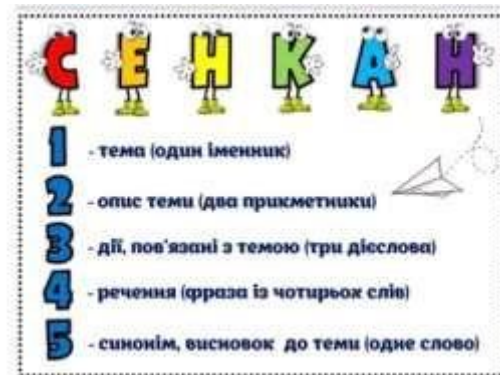 СЕНКАН
1 - тема (один іменник)
2 - опис теми (два прикметники)
3 - дії, пов'язані з темою (три дієслова)
4 - речення (фраза із чотирьох слів)
5 - синонім, висновок до теми (одне слово)